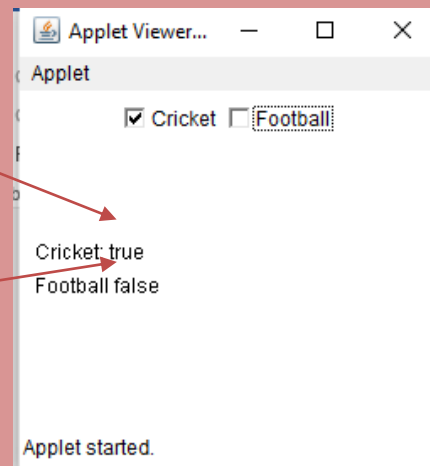 Applet Viewer...
Applet
Cricket Football
Cricket: true
Football false
Applet started.